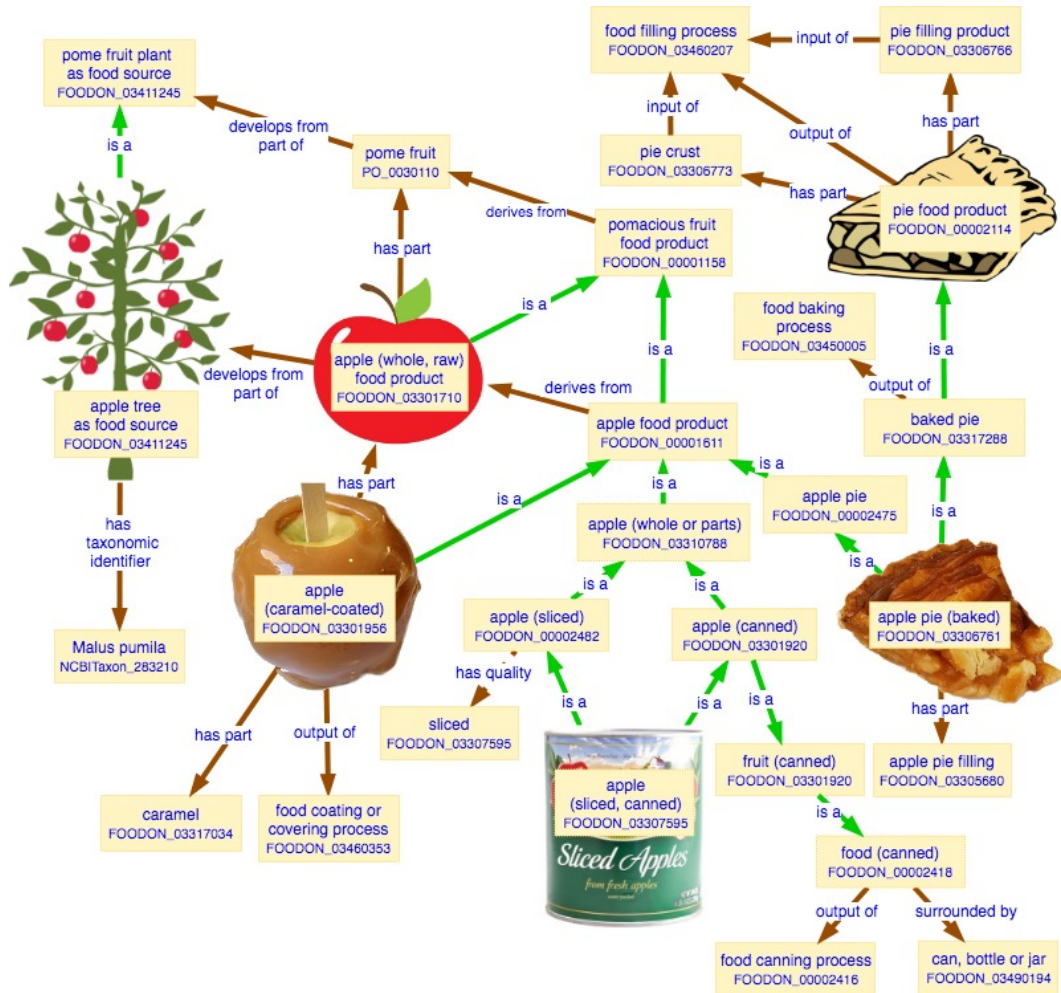 food filling process
FOODON_03460207
input of
pie filling product
FOODON_03306766
pome fruit plant
as food source
FOODON_03411245
is a
develops from
part of
pome fruit
PO_0030110
input of
output of
has part
pie crust
FOODON_03306773
has part
pie food product
FOODON_00002114
derives from
pomacious fruit
food product
FOODON_00001158
has part
is a
food baking
process
FOODON_03450005
is a
is a
output of
apple (whole, raw)
food product
FOODON_03301710
develops from
part of
derives from
apple tree
as food source
FOODON_03411245
apple food product
FOODON_00001611
baked pie
FOODON_03317288
has part
is a
is a
is a
apple pie
FOODON_00002475
is a
is a
has
taxonomic
identifier
apple (whole or parts)
FOODON_03310788
is a
is a
apple
(caramel-coated)
FOODON_03301956
apple (sliced)
FOODON_00002482
apple (canned)
FOODON_03301920
apple pie (baked)
FOODON_03306761
Malus pumila
NCBITaxon_283210
has quality
is a
is a
is a
has part
sliced
FOODON_03307595
has part
output of
fruit (canned)
FOODON_03301920
apple pie filling
FOODON_03305680
apple
(sliced, canned)
FOODON_03307595
is a
caramel
FOODON_03317034
food coating or
covering process
FOODON_03460353
Sliced Apples
from fresh apples
food (canned)
FOODON_00002418
output of
surrounded by
food canning process
FOODON_00002416
can, bottle or jar
FOODON_03490194